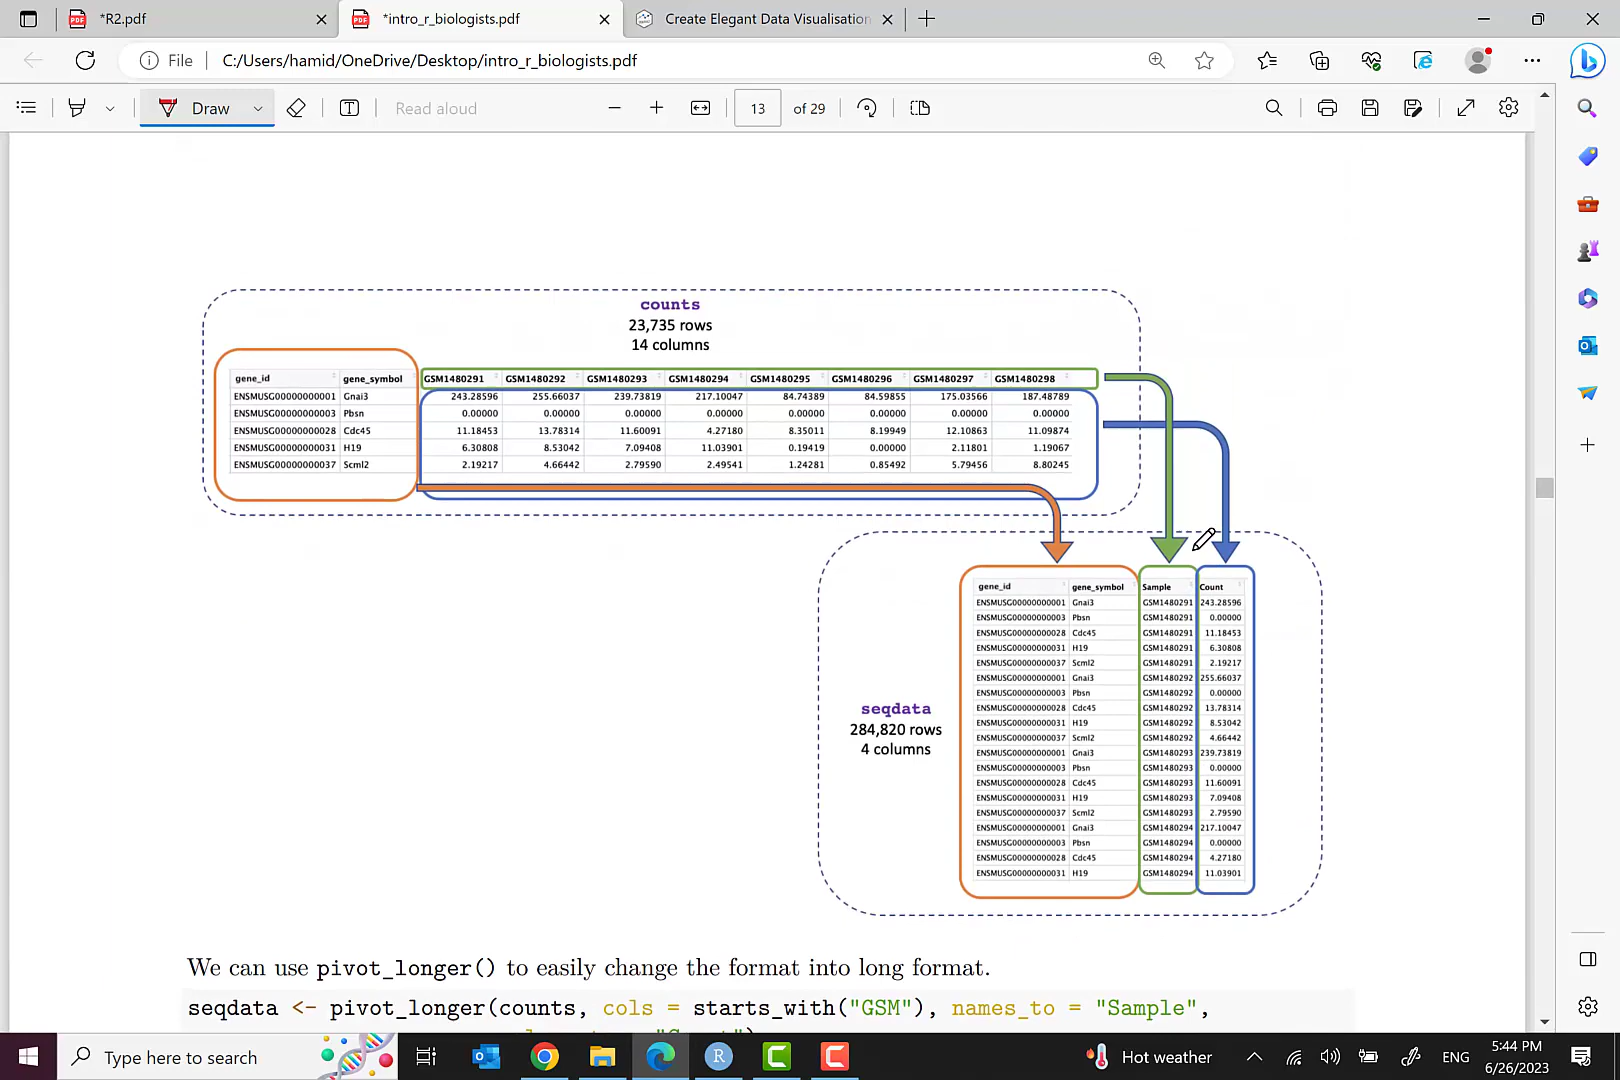 *R2.pdf
*intro_r_biologists.pdf
Create Elegant Data Visualisation
File
C:/Users/hamid/OneDrive/Desktop/intro_r_biologists.pdf
Draw
Read aloud
13
of 29
counts
23,735 rows
14 columns
gene_id gene_symbol GSM1480291 GSM1480292 GSM1480293 GSM1480294 GSM1480295 GSM1480296 GSM1480297 GSM1480298
ENSMUSG00000000001 Gnai3 243.28596 255.66037 239.73819 217.10047 84.74389 84.59855 175.03566 187.48789
ENSMUSG00000000003 Pbsn 0.00000 0.00000 0.00000 0.00000 0.00000 0.00000 0.00000 0.00000
ENSMUSG00000000028 Cdc45 11.18453 13.78314 11.60091 4.27180 8.35011 8.19949 12.10863 11.09874
ENSMUSG00000000031 H19 6.30808 8.53042 7.09408 11.03901 0.19419 0.00000 2.11801 1.19067
ENSMUSG00000000037 Scml2 2.19217 4.66442 2.79590 2.49541 1.24281 0.85492 5.79456 8.80245
seqdata
284,820 rows
4 columns
gene_id gene_symbol Sample Count
ENSMUSG00000000001 Gnai3 GSM1480291 243.28596
ENSMUSG00000000003 Pbsn GSM1480291 0.00000
ENSMUSG00000000028 Cdc45 GSM1480291 11.18453
ENSMUSG00000000031 H19 GSM1480291 6.30808
ENSMUSG00000000037 Scml2 GSM1480291 2.19217
ENSMUSG00000000001 Gnai3 GSM1480292 255.66037
ENSMUSG00000000003 Pbsn GSM1480292 0.00000
ENSMUSG00000000028 Cdc45 GSM1480292 13.78314
ENSMUSG00000000031 H19 GSM1480292 8.53042
ENSMUSG00000000037 Scml2 GSM1480292 4.66442
ENSMUSG00000000001 Gnai3 GSM1480293 239.73819
ENSMUSG00000000003 Pbsn GSM1480293 0.00000
ENSMUSG00000000028 Cdc45 GSM1480293 11.60091
ENSMUSG00000000031 H19 GSM1480293 7.09408
ENSMUSG00000000037 Scml2 GSM1480293 2.79590
ENSMUSG00000000001 Gnai3 GSM1480294 217.10047
ENSMUSG00000000003 Pbsn GSM1480294 0.00000
ENSMUSG00000000028 Cdc45 GSM1480294 4.27180
ENSMUSG00000000031 H19 GSM1480294 11.03901
We can use pivot_longer() to easily change the format into long format.
seqdata <- pivot_longer(counts, cols = starts_with("GSM"), names_to = "Sample",
Type here to search
Hot weather
ENG
5:44 PM
6/26/2023